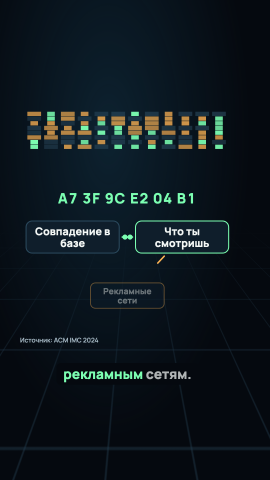 A7 3F 9C E2 04 B1
Совпадение в
базе
Что ты
смотришь
Рекламные
сети
Источник: ACM IMC 2024
рекламным сетям.